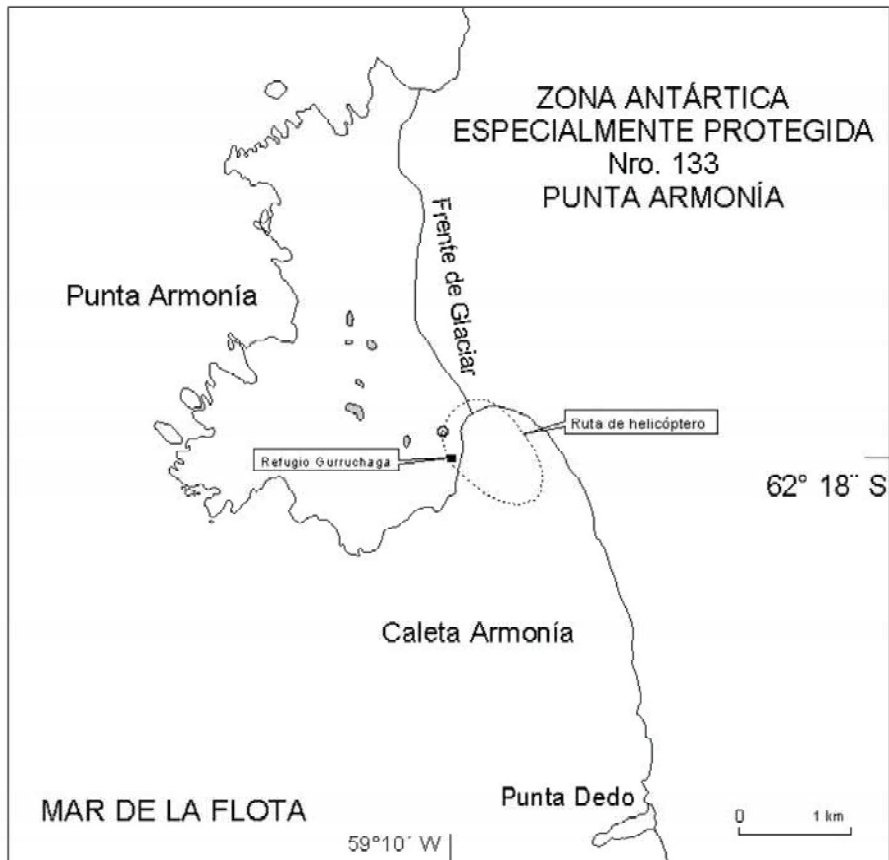 ZONA ANTÁRTICA
ESPECIALMENTE PROTEGIDA
Nro. 133
PUNTA ARMONÍA
Frente de Glaciar
Punta Armonía
Ruta de helicóptero
Refugio Gurruchaga
62° 18¨ S
Caleta Armonía
Punta Dedo
MAR DE LA FLOTA
0 1 km
59°10´ W